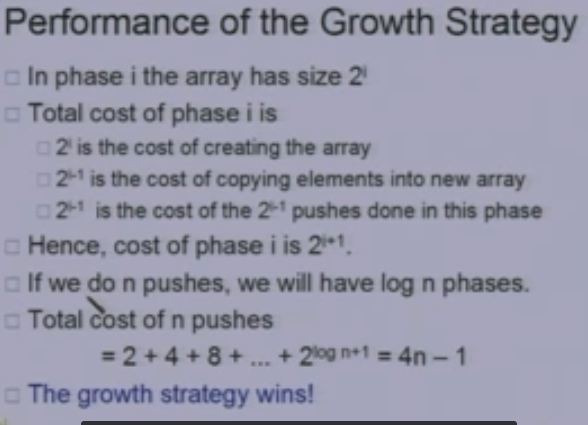 Performance of the Growth Strategy
In phase i the array has size 2ⁱ
Total cost of phase i is
2ⁱ is the cost of creating the array
2ⁱ⁻¹ is the cost of copying elements into new array
2ⁱ⁻¹ is the cost of the 2ⁱ⁻¹ pushes done in this phase
Hence, cost of phase i is 2ⁱ⁺¹.
If we do n pushes, we will have log n phases.
Total cost of n pushes
= 2 + 4 + 8 + ... + 2^log n+1 = 4n – 1
The growth strategy wins!